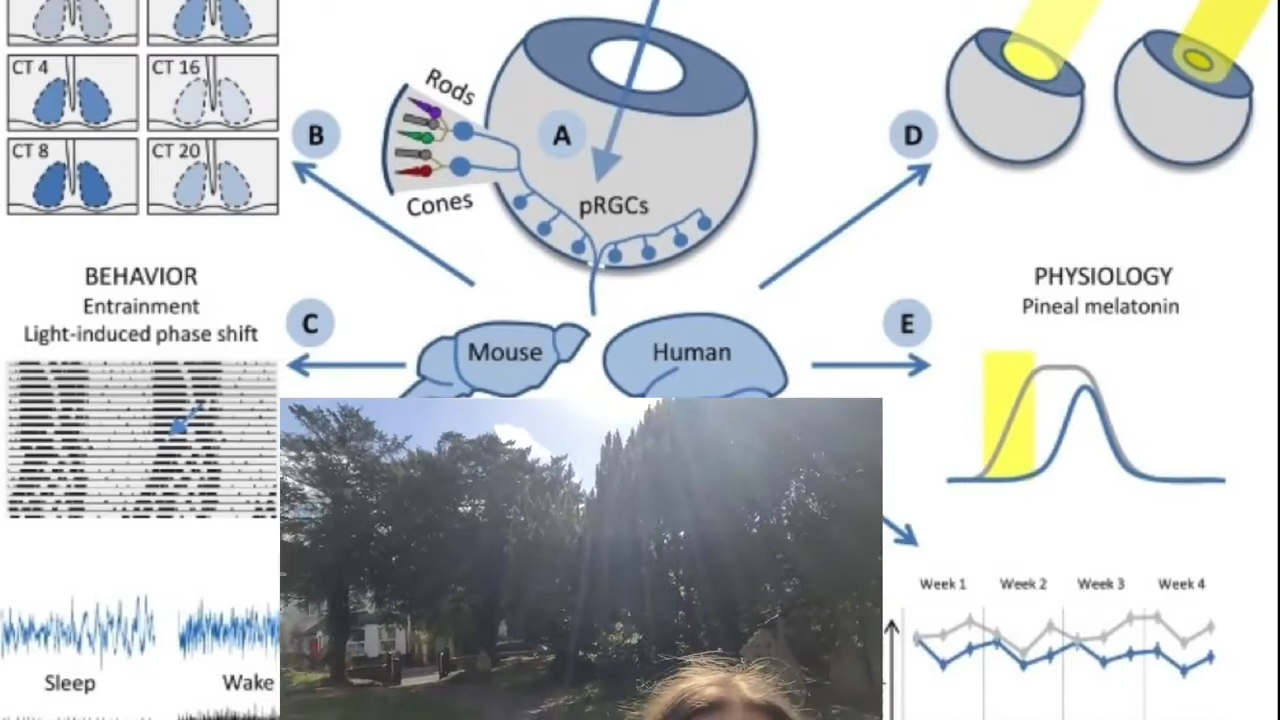 CT 4
CT 16
CT 8
CT 20
B
Rods
Cones
A
pRGCs
D
BEHAVIOR
Entrainment
Light-induced phase shift
C
Mouse
Human
E
PHYSIOLOGY
Pineal melatonin
Sleep
Wake
Week 1
Week 2
Week 3
Week 4